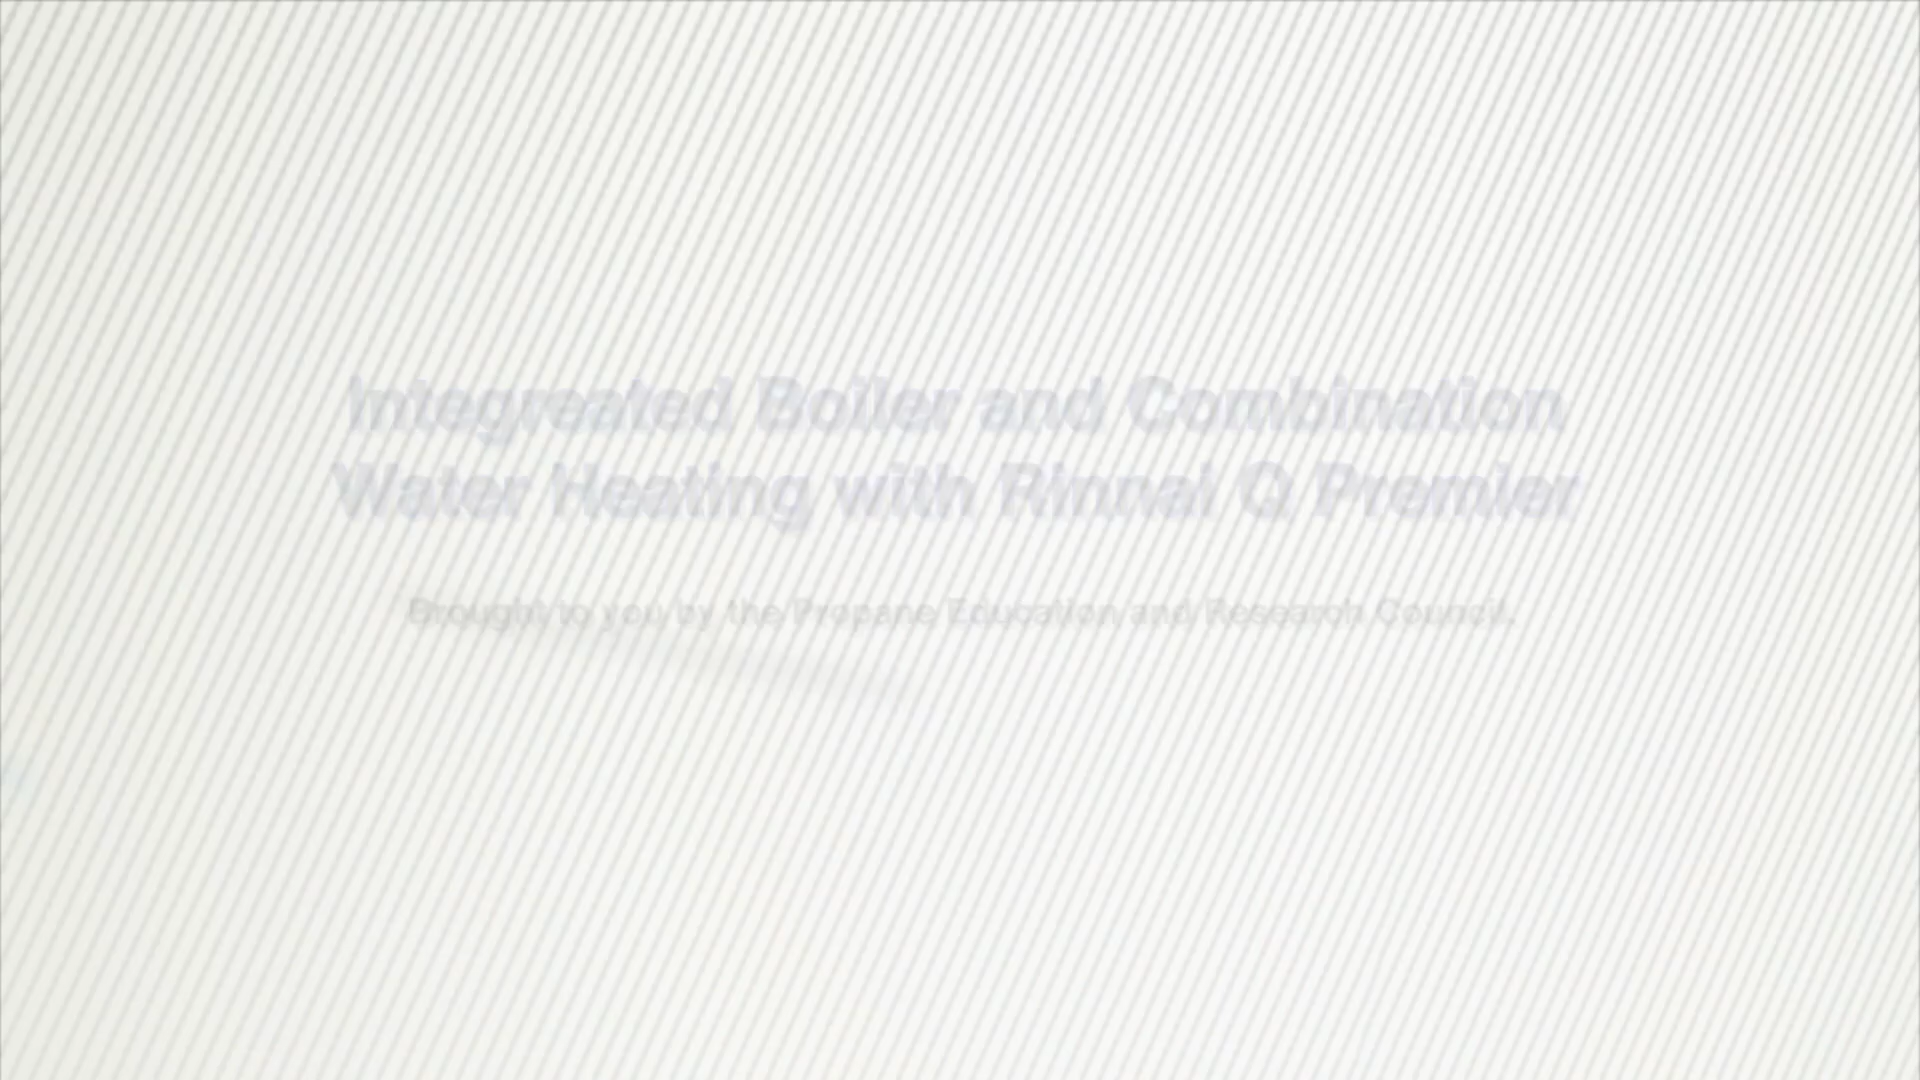 Integreated Boiler and Combination
Water Heating with Rinnai Q Premier
Brought to you by the Propane Education and Research Council.